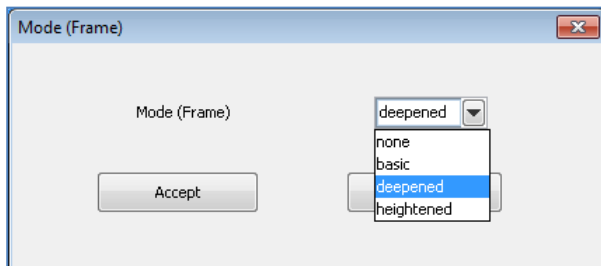 Mode (Frame)
Mode (Frame) deepened
none
basic
deepened
heightened
Accept